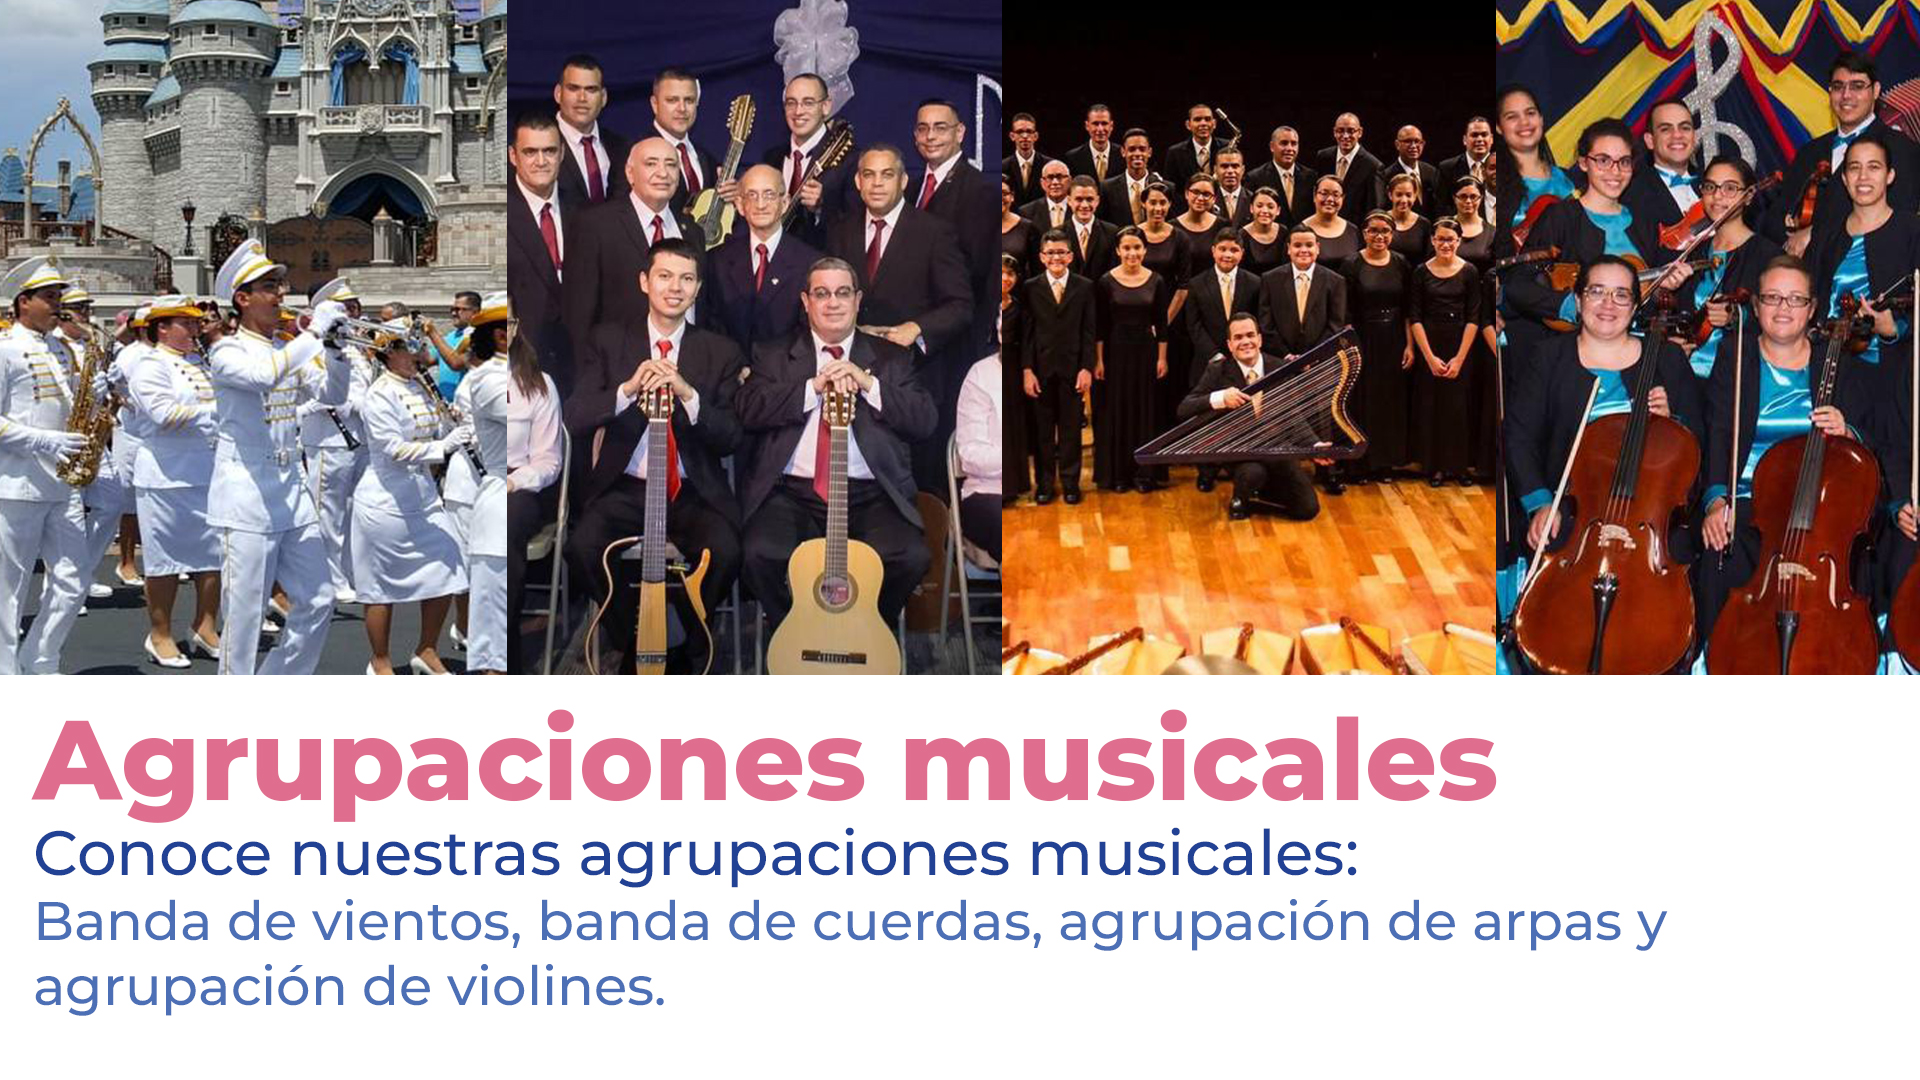 Agrupaciones musicales
Conoce nuestras agrupaciones musicales:
Banda de vientos, banda de cuerdas, agrupación de arpas y
agrupación de violines.